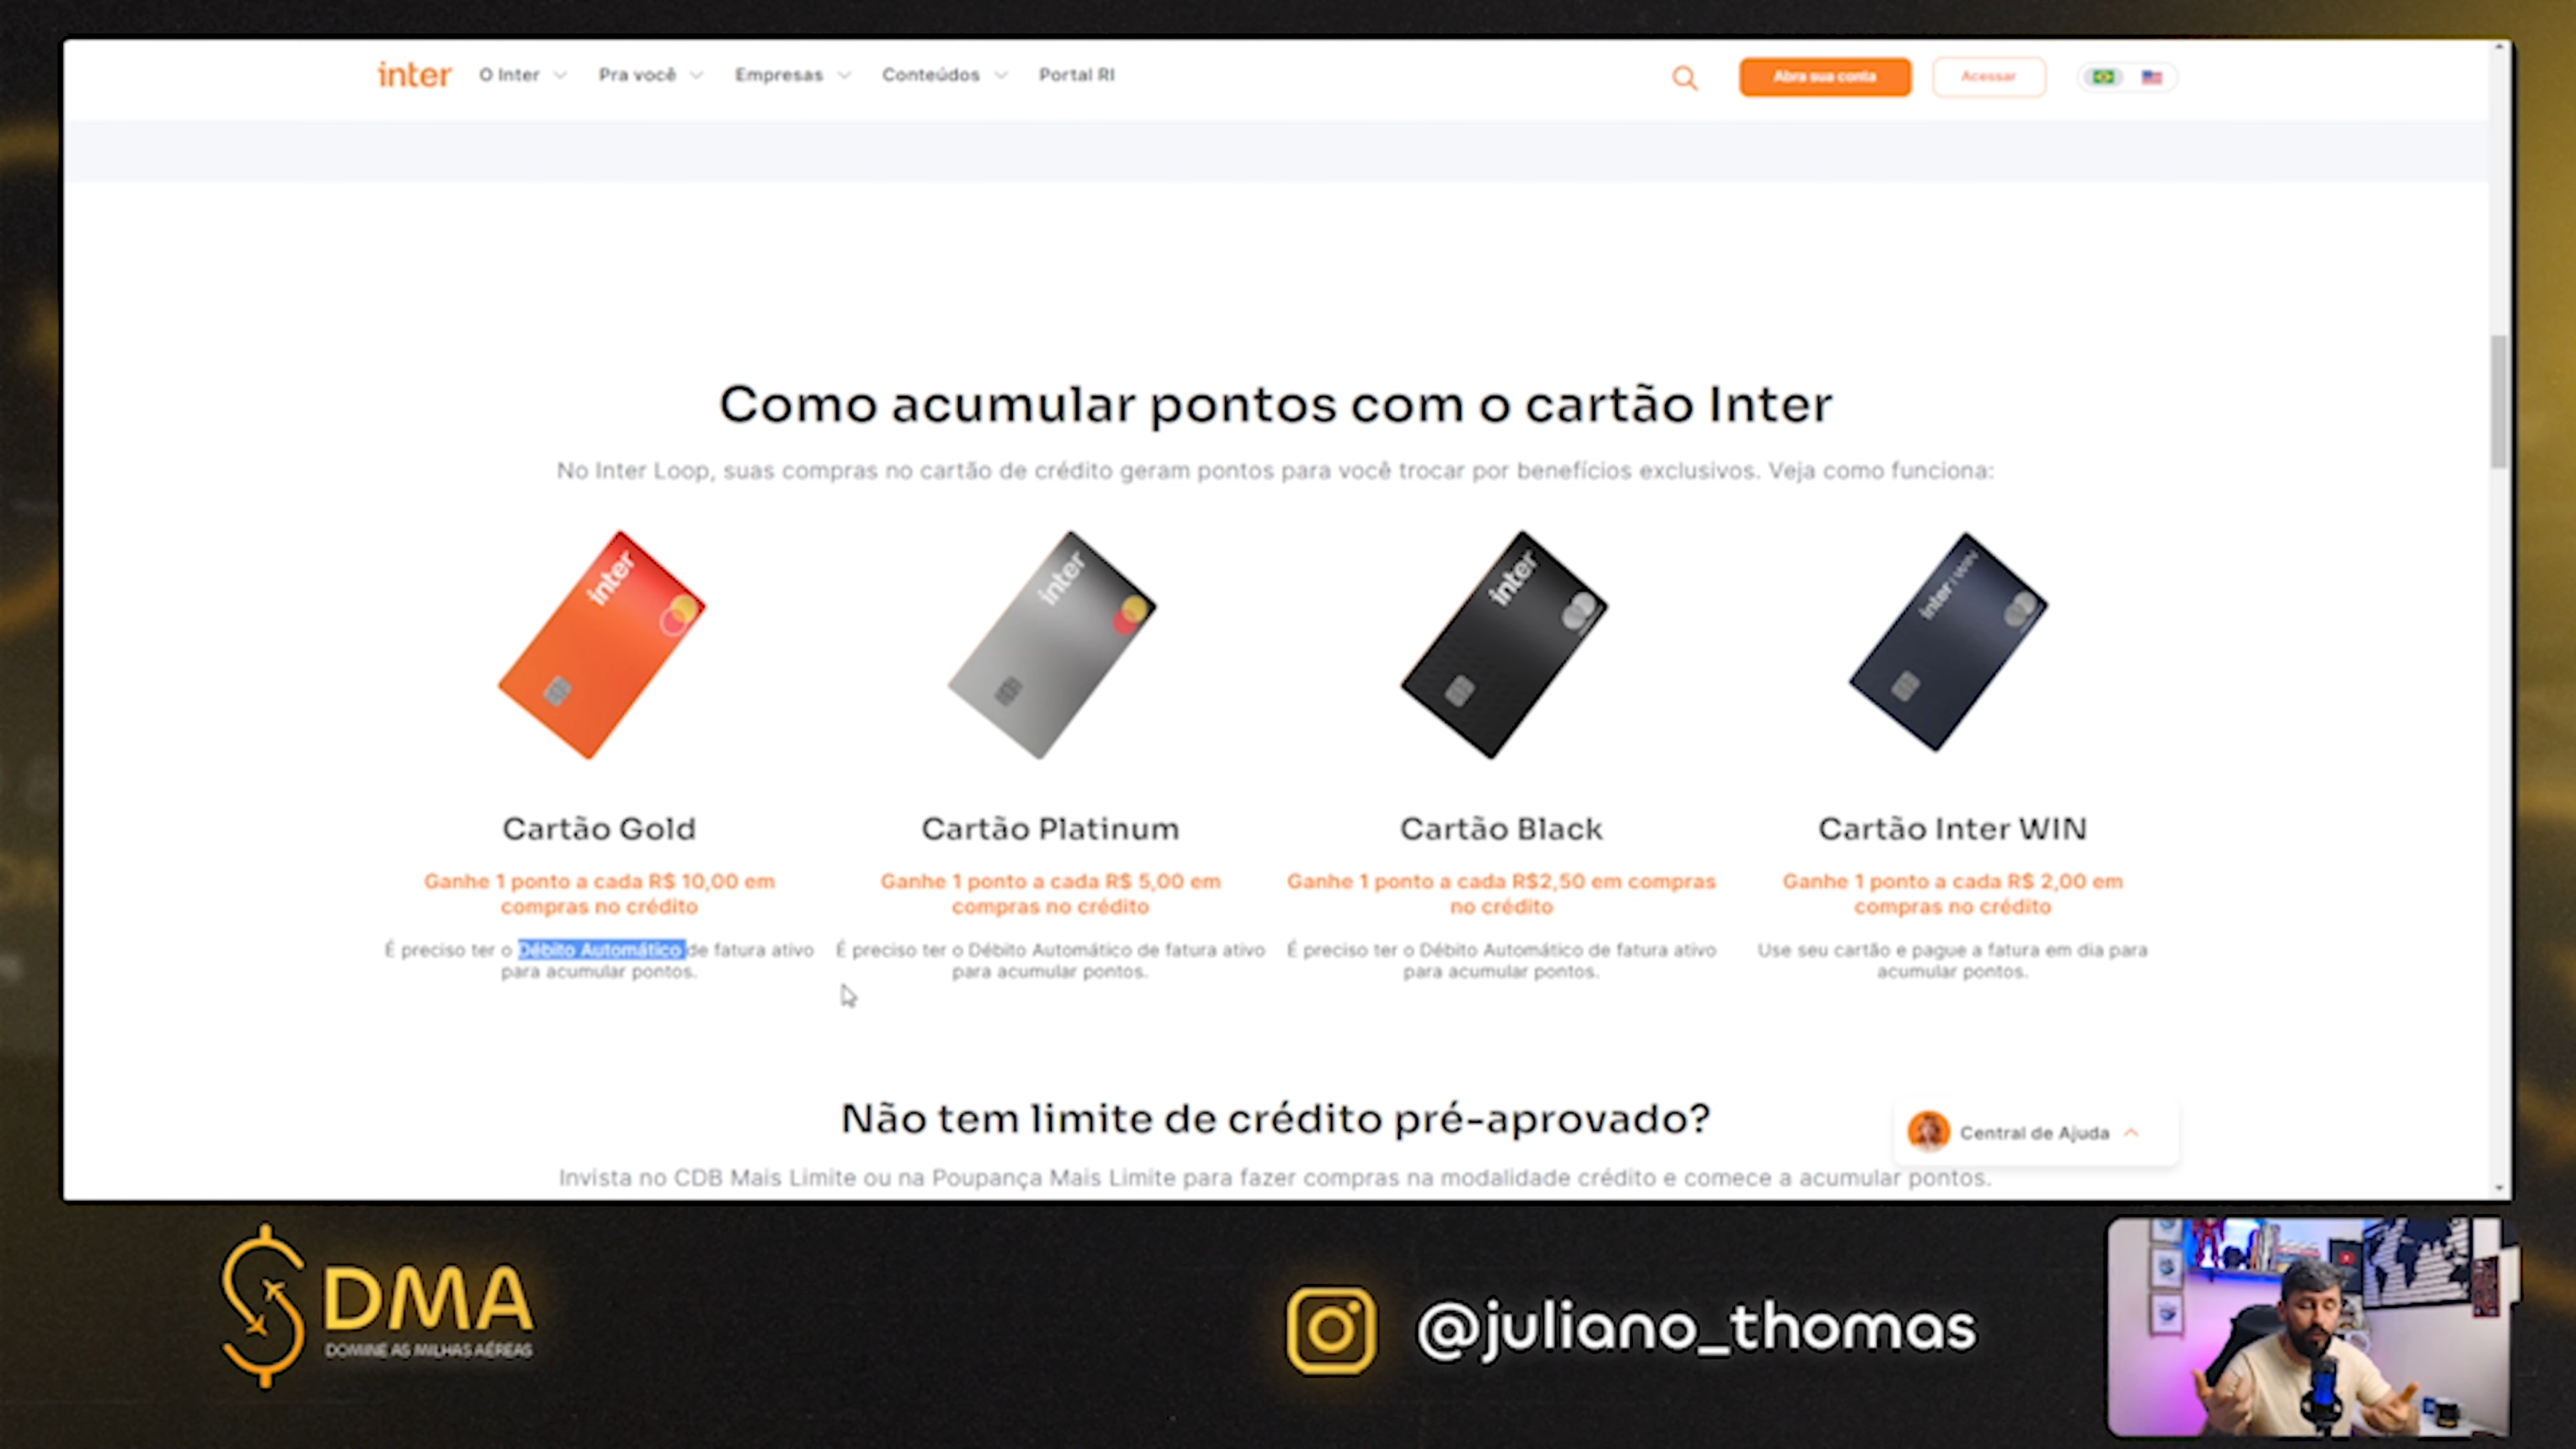 inter O Inter Pra você Empresas Conteúdos Portal RI Abra sua conta Acessar
Como acumular pontos com o cartão Inter
No Inter Loop, suas compras no cartão de crédito geram pontos para você trocar por benefícios exclusivos. Veja como funciona:
inter
inter
inter
inter WIN
Cartão Gold
Ganhe 1 ponto a cada R$ 10,00 em
compras no crédito
É preciso ter o Débito Automático de fatura ativo
para acumular pontos.
Cartão Platinum
Ganhe 1 ponto a cada R$ 5,00 em
compras no crédito
É preciso ter o Débito Automático de fatura ativo
para acumular pontos.
Cartão Black
Ganhe 1 ponto a cada R$2,50 em compras
no crédito
É preciso ter o Débito Automático de fatura ativo
para acumular pontos.
Cartão Inter WIN
Ganhe 1 ponto a cada R$ 2,00 em
compras no crédito
Use seu cartão e pague a fatura em dia para
acumular pontos.
Não tem limite de crédito pré-aprovado?
Central de Ajuda
Invista no CDB Mais Limite ou na Poupança Mais Limite para fazer compras na modalidade crédito e comece a acumular pontos.
DMA
DOMINE AS MILHAS AÉREAS
@juliano_thomas